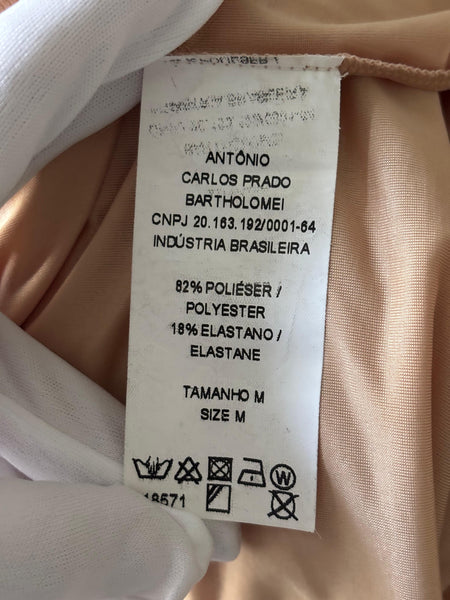 ANTÔNIO
CARLOS PRADO
BARTHOLOMEI
CNPJ 20.163.192/0001-64
INDÚSTRIA BRASILEIRA
82% POLIÉSER /
POLYESTER
18% ELASTANO /
ELASTANE
TAMANHO M
SIZE M
W
18571